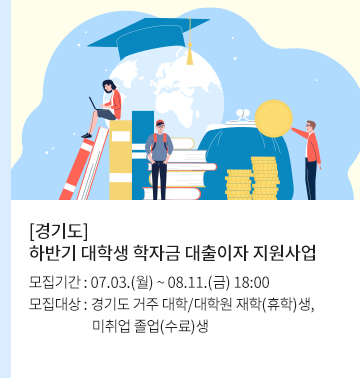 [경기도]
하반기 대학생 학자금 대출이자 지원사업
모집기간 : 07.03.(월) ~ 08.11.(금) 18:00
모집대상 : 경기도 거주 대학/대학원 재학(휴학)생,
미취업 졸업(수료)생